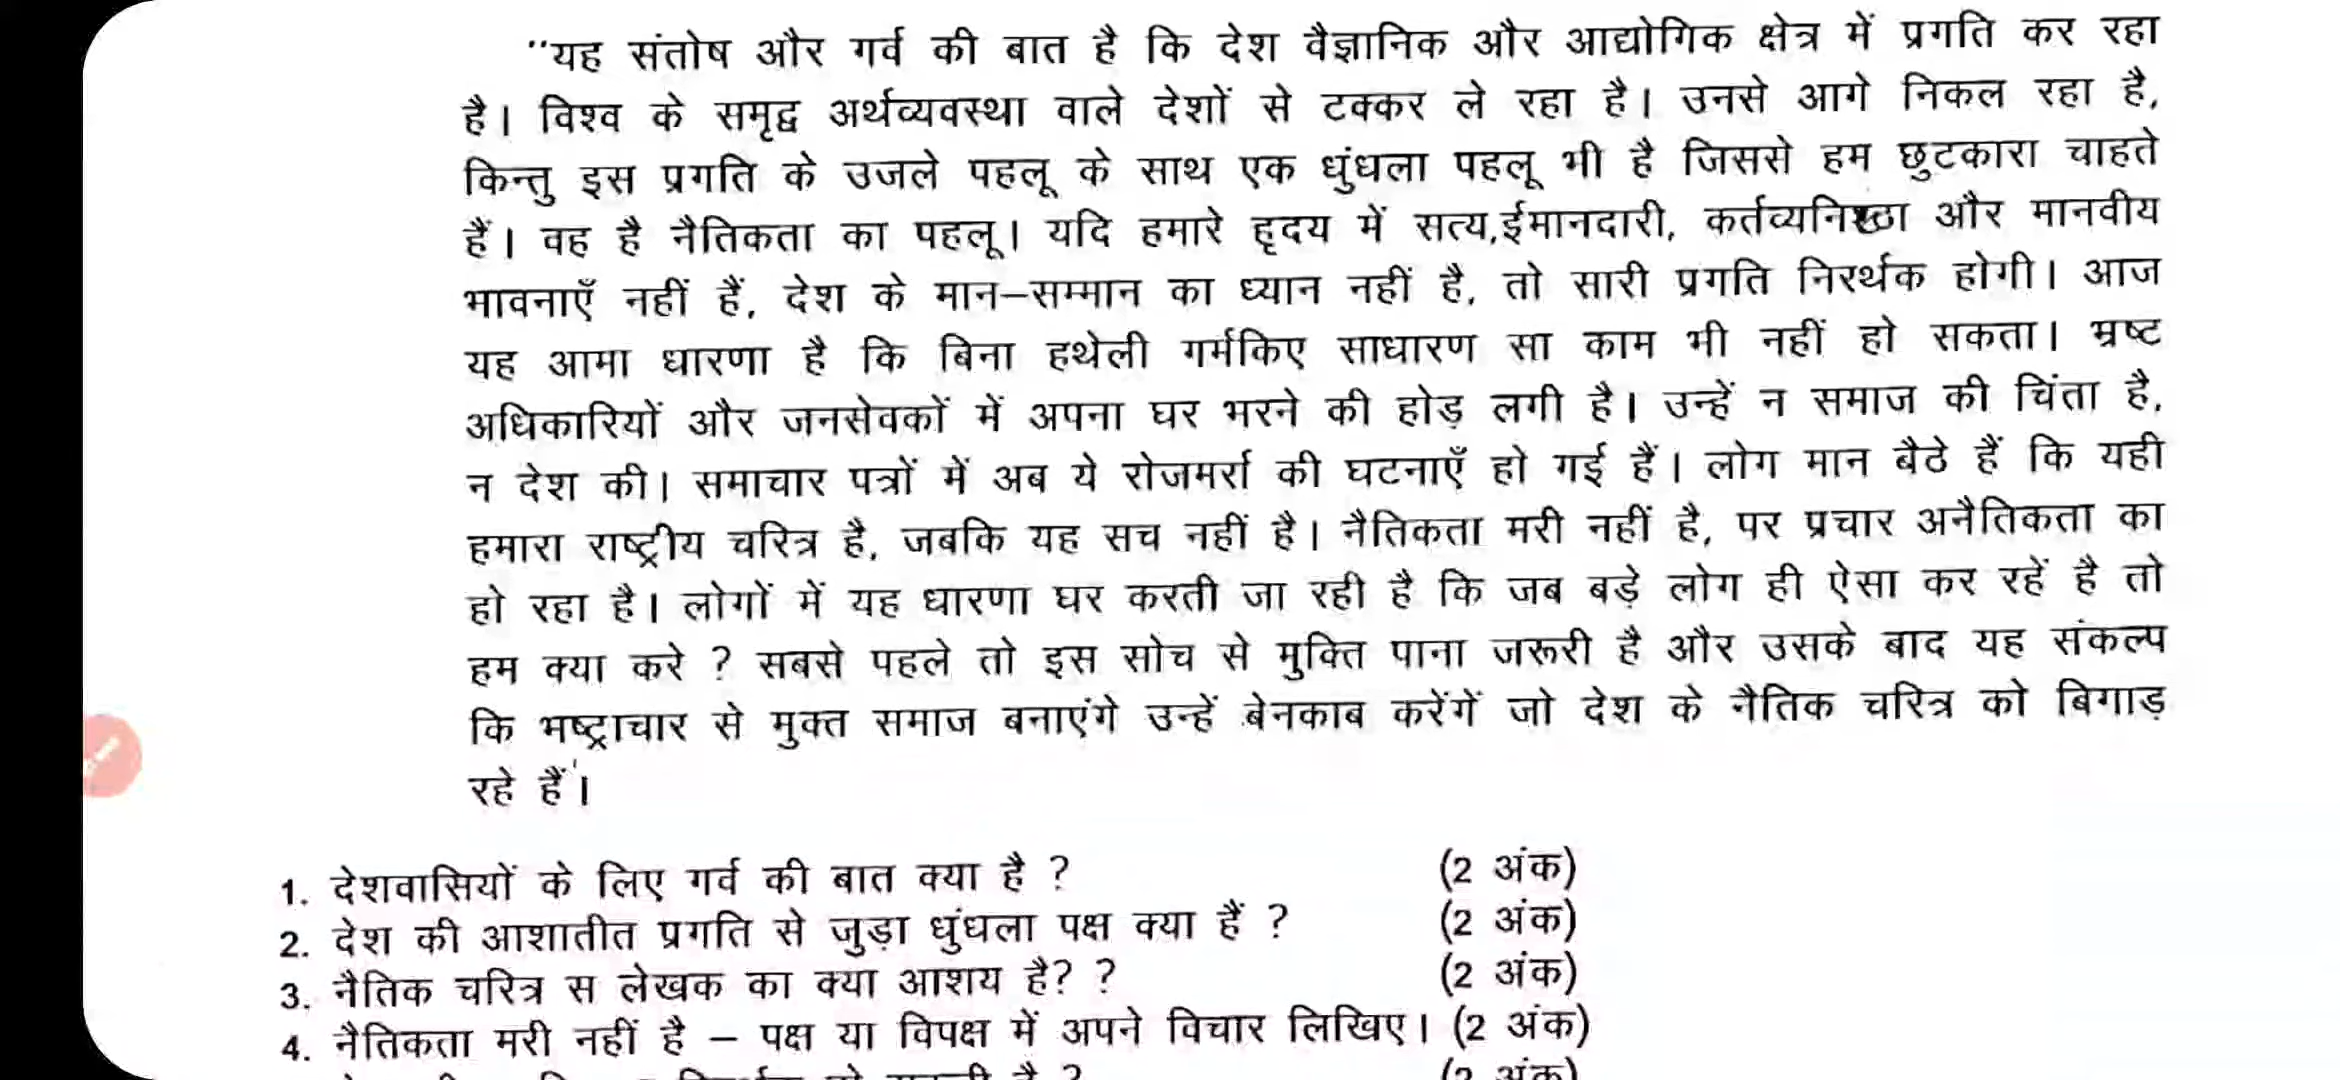 "यह संतोष और गर्व की बात है कि देश वैज्ञानिक और आद्योगिक क्षेत्र में प्रगति कर रहा
है। विश्व के समृद्व अर्थव्यवस्था वाले देशों से टक्कर ले रहा है। उनसे आगे निकल रहा है,
किन्तु इस प्रगति के उजले पहलू के साथ एक धुंधला पहलू भी है जिससे हम छुटकारा चाहते
हैं। वह है नैतिकता का पहलू। यदि हमारे हृदय में सत्य,ईमानदारी, कर्तव्यनिष्ठा और मानवीय
भावनाएँ नहीं हैं, देश के मान–सम्मान का ध्यान नहीं है, तो सारी प्रगति निरर्थक होगी। आज
यह आमा धारणा है कि बिना हथेली गर्मकिए साधारण सा काम भी नहीं हो सकता। भ्रष्ट
अधिकारियों और जनसेवकों में अपना घर भरने की होड़ लगी है। उन्हें न समाज की चिंता है,
न देश की। समाचार पत्रों में अब ये रोजमर्रा की घटनाएँ हो गई हैं। लोग मान बैठे हैं कि यही
हमारा राष्ट्रीय चरित्र है, जबकि यह सच नहीं है। नैतिकता मरी नहीं है, पर प्रचार अनैतिकता का
हो रहा है। लोगों में यह धारणा घर करती जा रही है कि जब बड़े लोग ही ऐसा कर रहें है तो
हम क्या करे ? सबसे पहले तो इस सोच से मुक्ति पाना जरूरी है और उसके बाद यह संकल्प
कि भष्ट्राचार से मुक्त समाज बनाएंगे उन्हें बेनकाब करेंगें जो देश के नैतिक चरित्र को बिगाड़
रहे हैं'।
1. देशवासियों के लिए गर्व की बात क्या है ? (2 अंक)
2. देश की आशातीत प्रगति से जुड़ा धुंधला पक्ष क्या हैं ? (2 अंक)
3. नैतिक चरित्र स लेखक का क्या आशय है? ? (2 अंक)
4. नैतिकता मरी नहीं है – पक्ष या विपक्ष में अपने विचार लिखिए। (2 अंक)